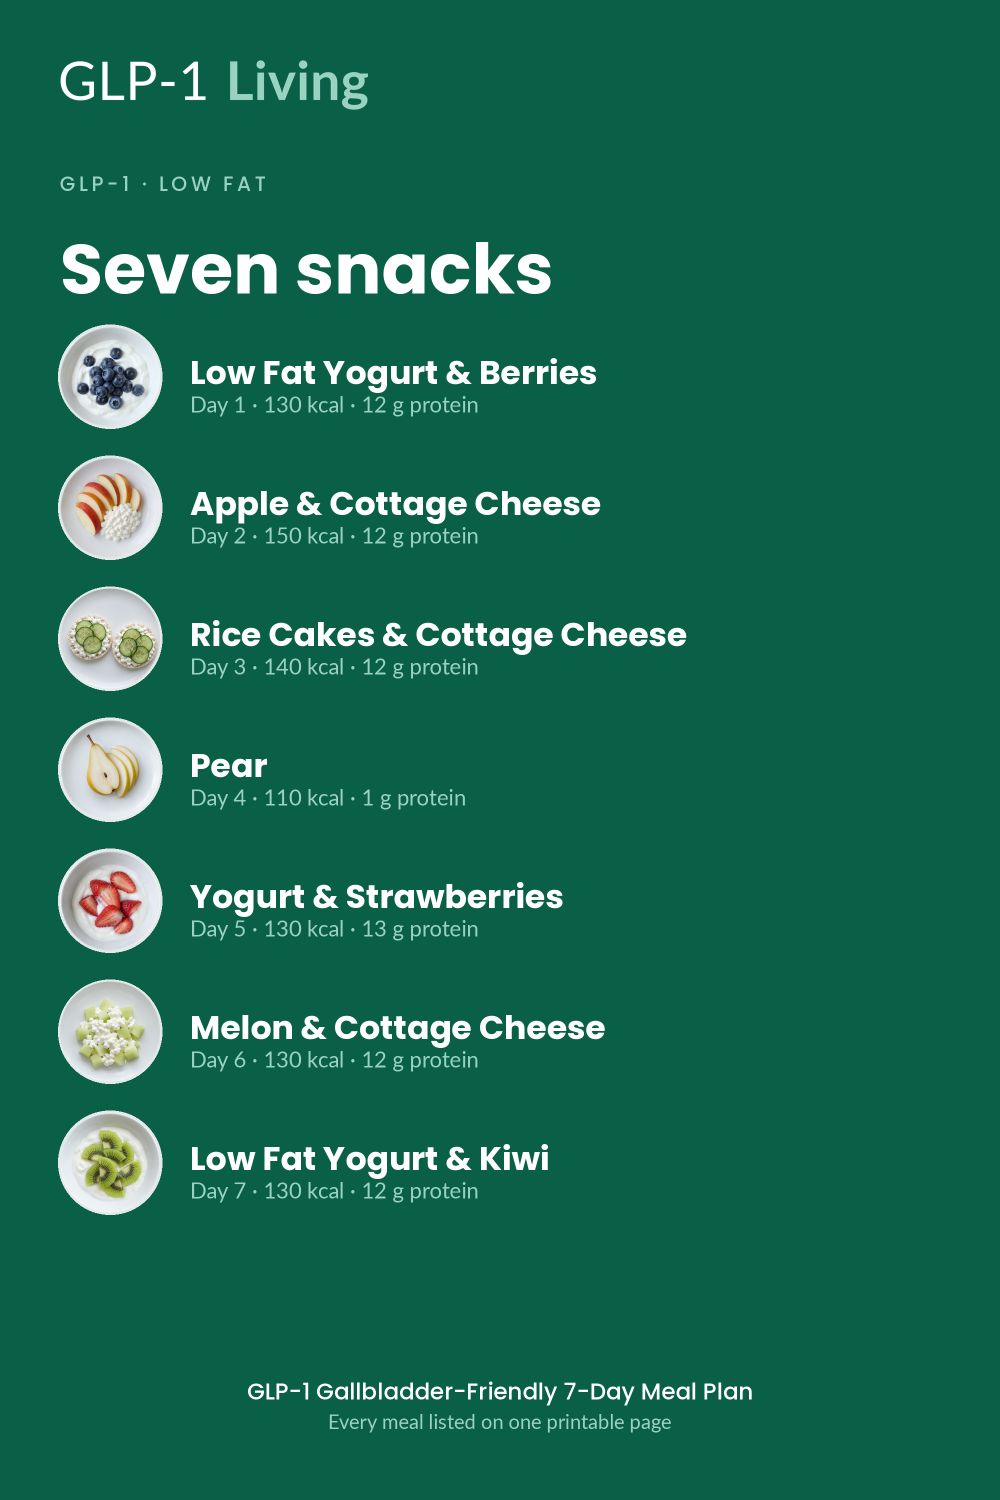 GLP-1 Living
GLP-1 · LOW FAT
Seven snacks
Low Fat Yogurt & Berries
Day 1 · 130 kcal · 12 g protein
Apple & Cottage Cheese
Day 2 · 150 kcal · 12 g protein
Rice Cakes & Cottage Cheese
Day 3 · 140 kcal · 12 g protein
Pear
Day 4 · 110 kcal · 1 g protein
Yogurt & Strawberries
Day 5 · 130 kcal · 13 g protein
Melon & Cottage Cheese
Day 6 · 130 kcal · 12 g protein
Low Fat Yogurt & Kiwi
Day 7 · 130 kcal · 12 g protein
GLP-1 Gallbladder-Friendly 7-Day Meal Plan
Every meal listed on one printable page